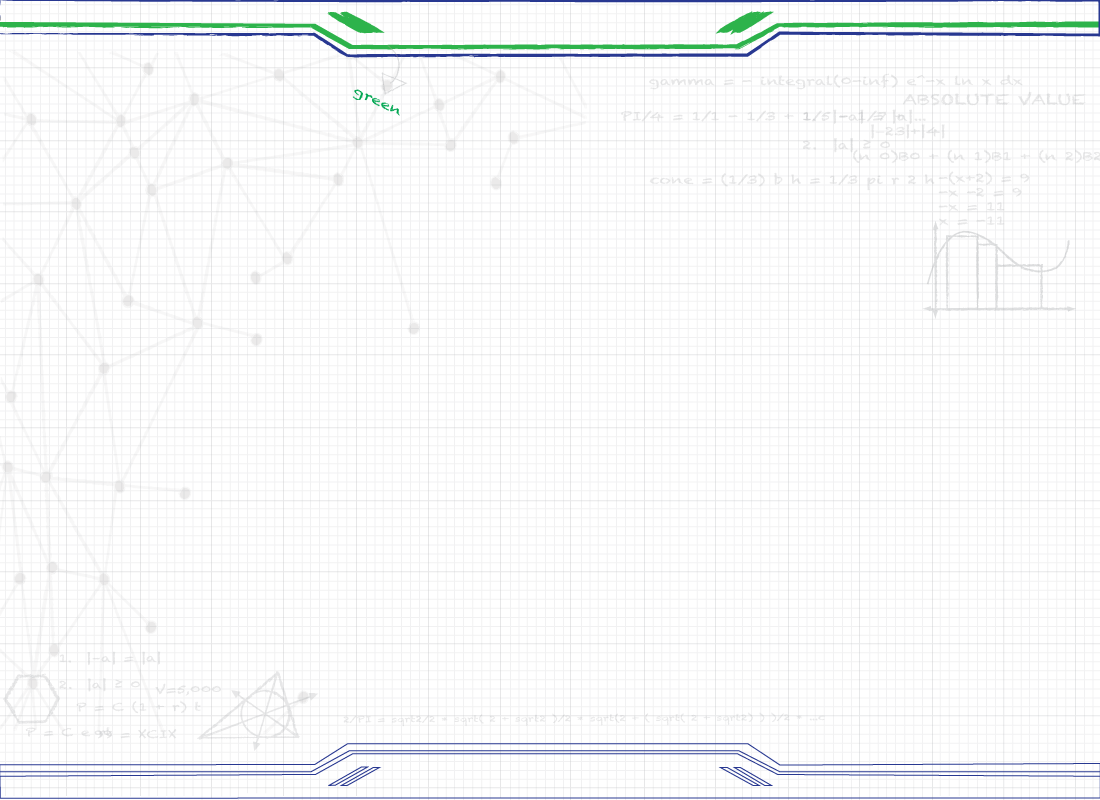 green
gamma = - integral(0-inf) e^-x ln x dx
ABSOLUTE VALUE
PI/4 = 1/1 - 1/3 + 1/5
|-a| = |a|
|-23|+|4|
2. |a| ≥ 0
(n 0)B0 + (n 1)B1 + (n 2)B2
cone = (1/3) b h = 1/3 pi r 2 h
-(x+2) = 9
-x -2 = 9
-x = 11
x = -11
1. |-a| = |a|
2. |a| ≥ 0
V=5,000
P = C (1 + r) t
P = C e
= XCIX
2/PI = sqrt2/2 * sqrt( 2 + sqrt2 )/2 * sqrt(2 + ( sqrt( 2 + sqrt2) ) )/2 * ...c